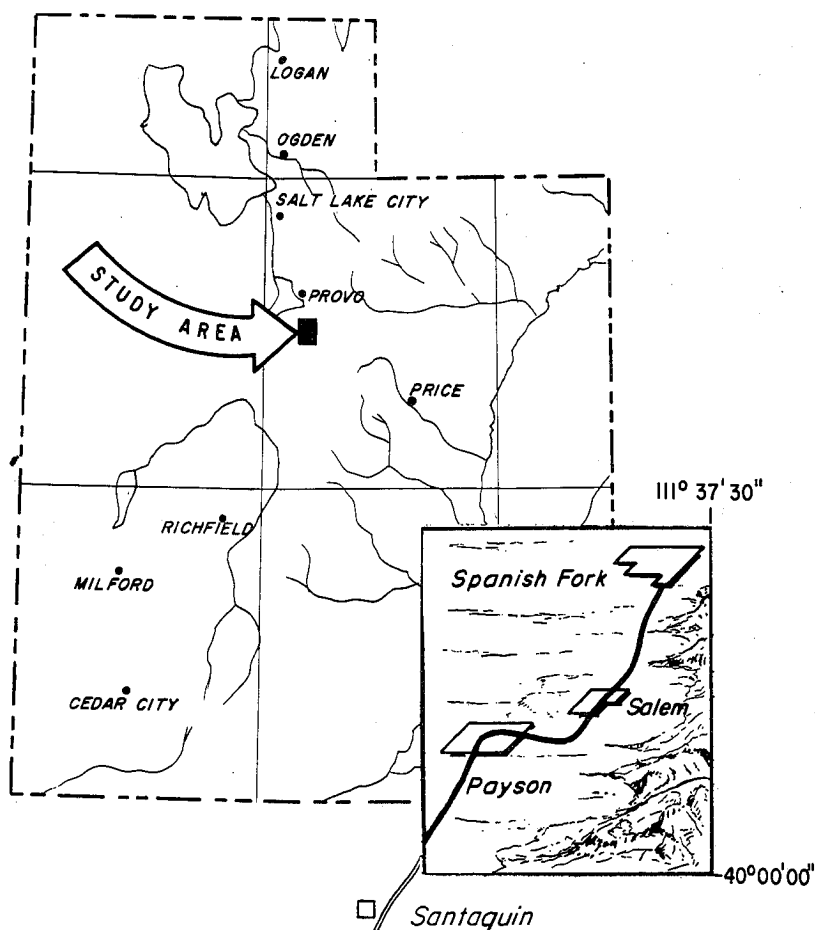 LOGAN
OGDEN
SALT LAKE CITY
STUDY AREA
PROVO
PRICE
111° 37' 30"
RICHFIELD
MILFORD
Spanish Fork
CEDAR CITY
Salem
Payson
40°00'00"
Santaquin